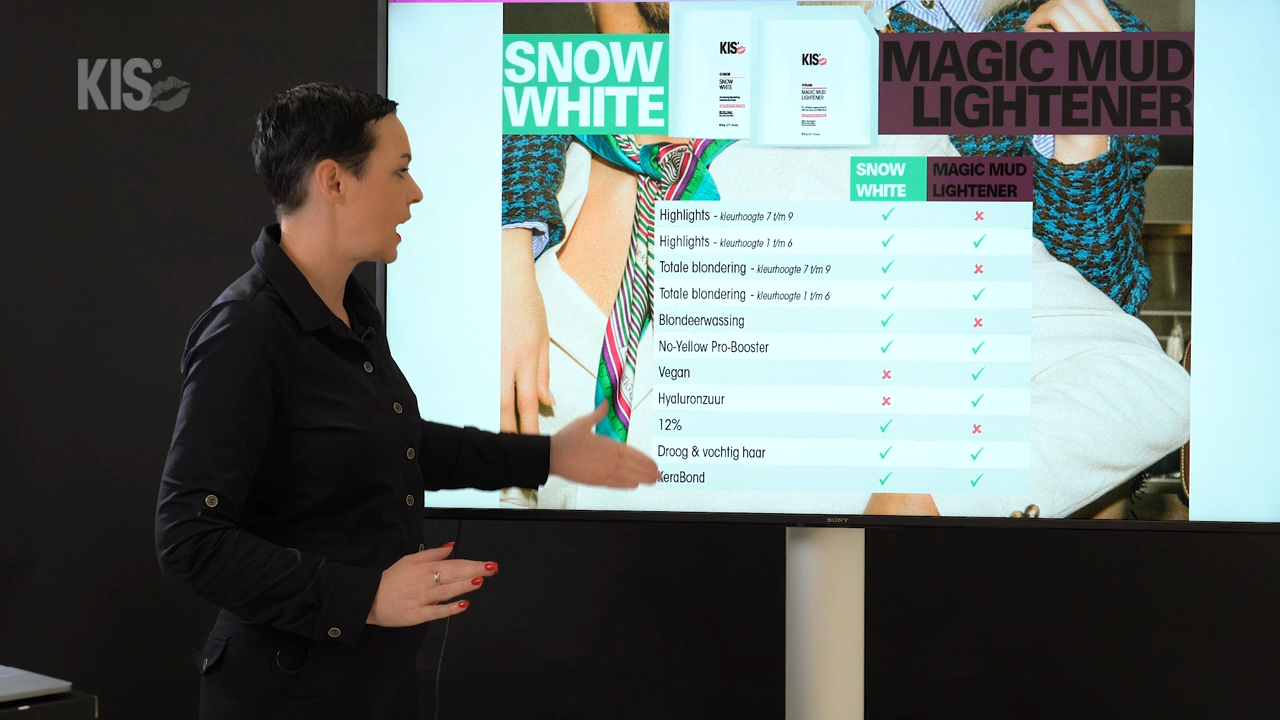 KIS
SNOW
WHITE
KIS
SNOW
WHITE
KIS
MAGIC MUD
LIGHTENER
MAGIC MUD
LIGHTENER
SNOW
WHITE
MAGIC MUD
LIGHTENER
Highlights - kleurhoogte 7 t/m 9
Highlights - kleurhoogte 1 t/m 6
Totale blondering - kleurhoogte 7 t/m 9
Totale blondering - kleurhoogte 1 t/m 6
Blondeerwassing
No-Yellow Pro-Booster
Vegan
Hyaluronzuur
12%
Droog & vochtig haar
KeraBond
SONY